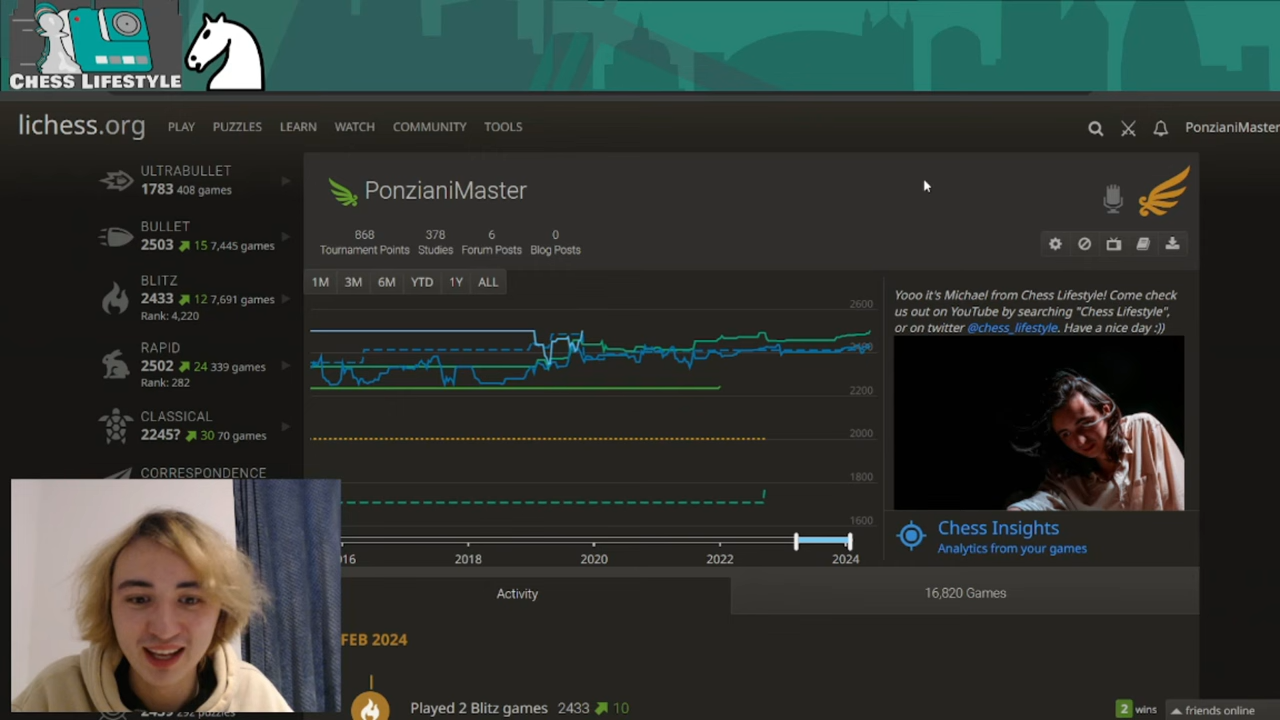 CHESS LIFESTYLE
lichess.org PLAY PUZZLES LEARN WATCH COMMUNITY TOOLS PonzianiMaster
ULTRABULLET
1783 408 games
BULLET
2503 15 7,445 games
BLITZ
2433 12 7,691 games
Rank: 4,220
RAPID
2502 24 339 games
Rank: 282
CLASSICAL
2245? 30 70 games
CORRESPONDENCE
PonzianiMaster
868 378 6 0
Tournament Points Studies Forum Posts Blog Posts
1M 3M 6M YTD 1Y ALL
2600
2200
2000
1800
1600
2018 2020 2022 2024
Yooo it's Michael from Chess Lifestyle! Come check
us out on YouTube by searching "Chess Lifestyle",
or on twitter @chess_lifestyle. Have a nice day :))
Chess Insights
Analytics from your games
Activity 16,820 Games
FEB 2024
Played 2 Blitz games 2433 10
2 wins
friends online